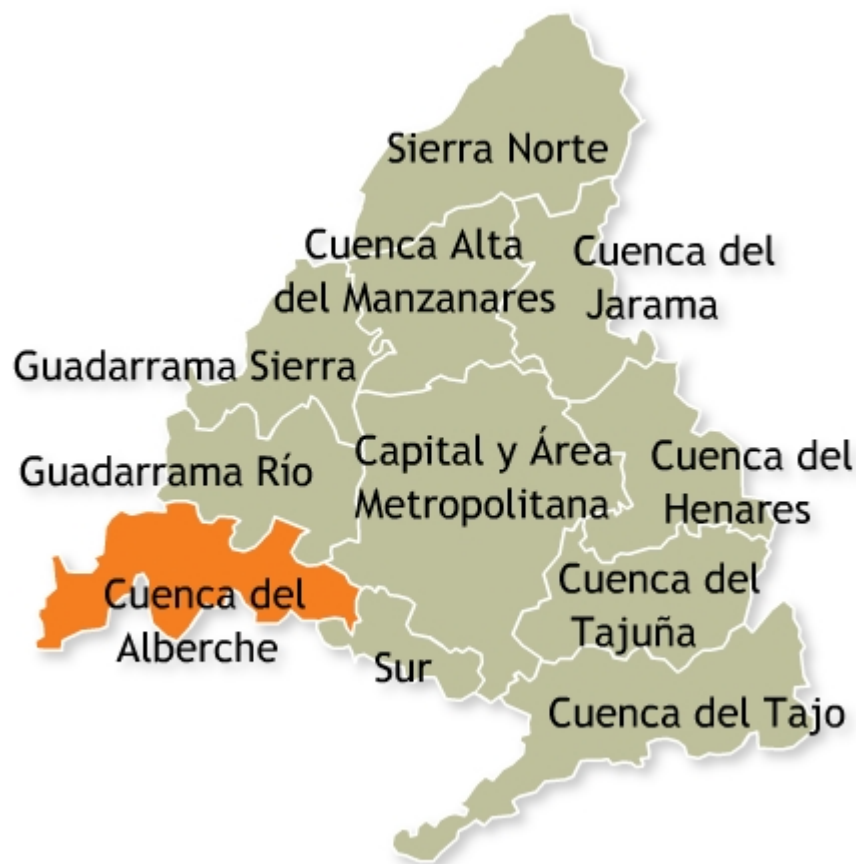 Sierra Norte
Cuenca Alta
del Manzanares
Cuenca del
Jarama
Guadarrama Sierra
Guadarrama Río
Capital y Área
Metropolitana
Cuenca del
Henares
Cuenca del
Alberche
Cuenca del
Tajuña
Sur
Cuenca del Tajo